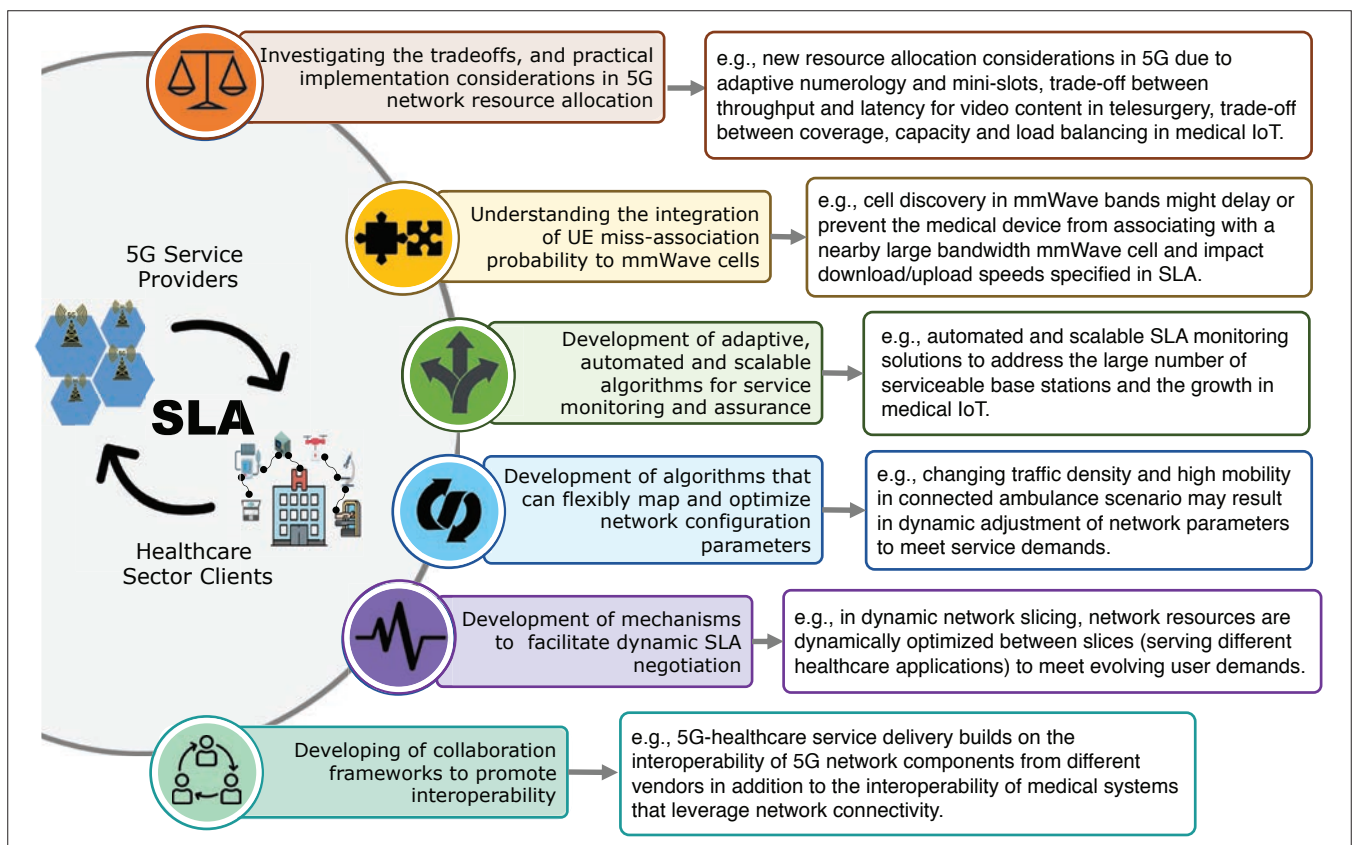 Investigating the tradeoffs, and practical
implementation considerations in 5G
network resource allocation
e.g., new resource allocation considerations in 5G due to
adaptive numerology and mini-slots, trade-off between
throughput and latency for video content in telesurgery, trade-off
between coverage, capacity and load balancing in medical IoT.
Understanding the integration
of UE miss-association
probability to mmWave cells
e.g., cell discovery in mmWave bands might delay or
prevent the medical device from associating with a
nearby large bandwidth mmWave cell and impact
download/upload speeds specified in SLA.
5G Service
Providers
SLA
Healthcare
Sector Clients
Development of adaptive,
automated and scalable
algorithms for service
monitoring and assurance
e.g., automated and scalable SLA monitoring
solutions to address the large number of
serviceable base stations and the growth in
medical IoT.
Development of algorithms that
can flexibly map and optimize
network configuration
parameters
e.g., changing traffic density and high mobility
in connected ambulance scenario may result
in dynamic adjustment of network parameters
to meet service demands.
Development of mechanisms
to facilitate dynamic SLA
negotiation
e.g., in dynamic network slicing, network resources are
dynamically optimized between slices (serving different
healthcare applications) to meet evolving user demands.
Developing of collaboration
frameworks to promote
interoperability
e.g., 5G-healthcare service delivery builds on the
interoperability of 5G network components from different
vendors in addition to the interoperability of medical systems
that leverage network connectivity.